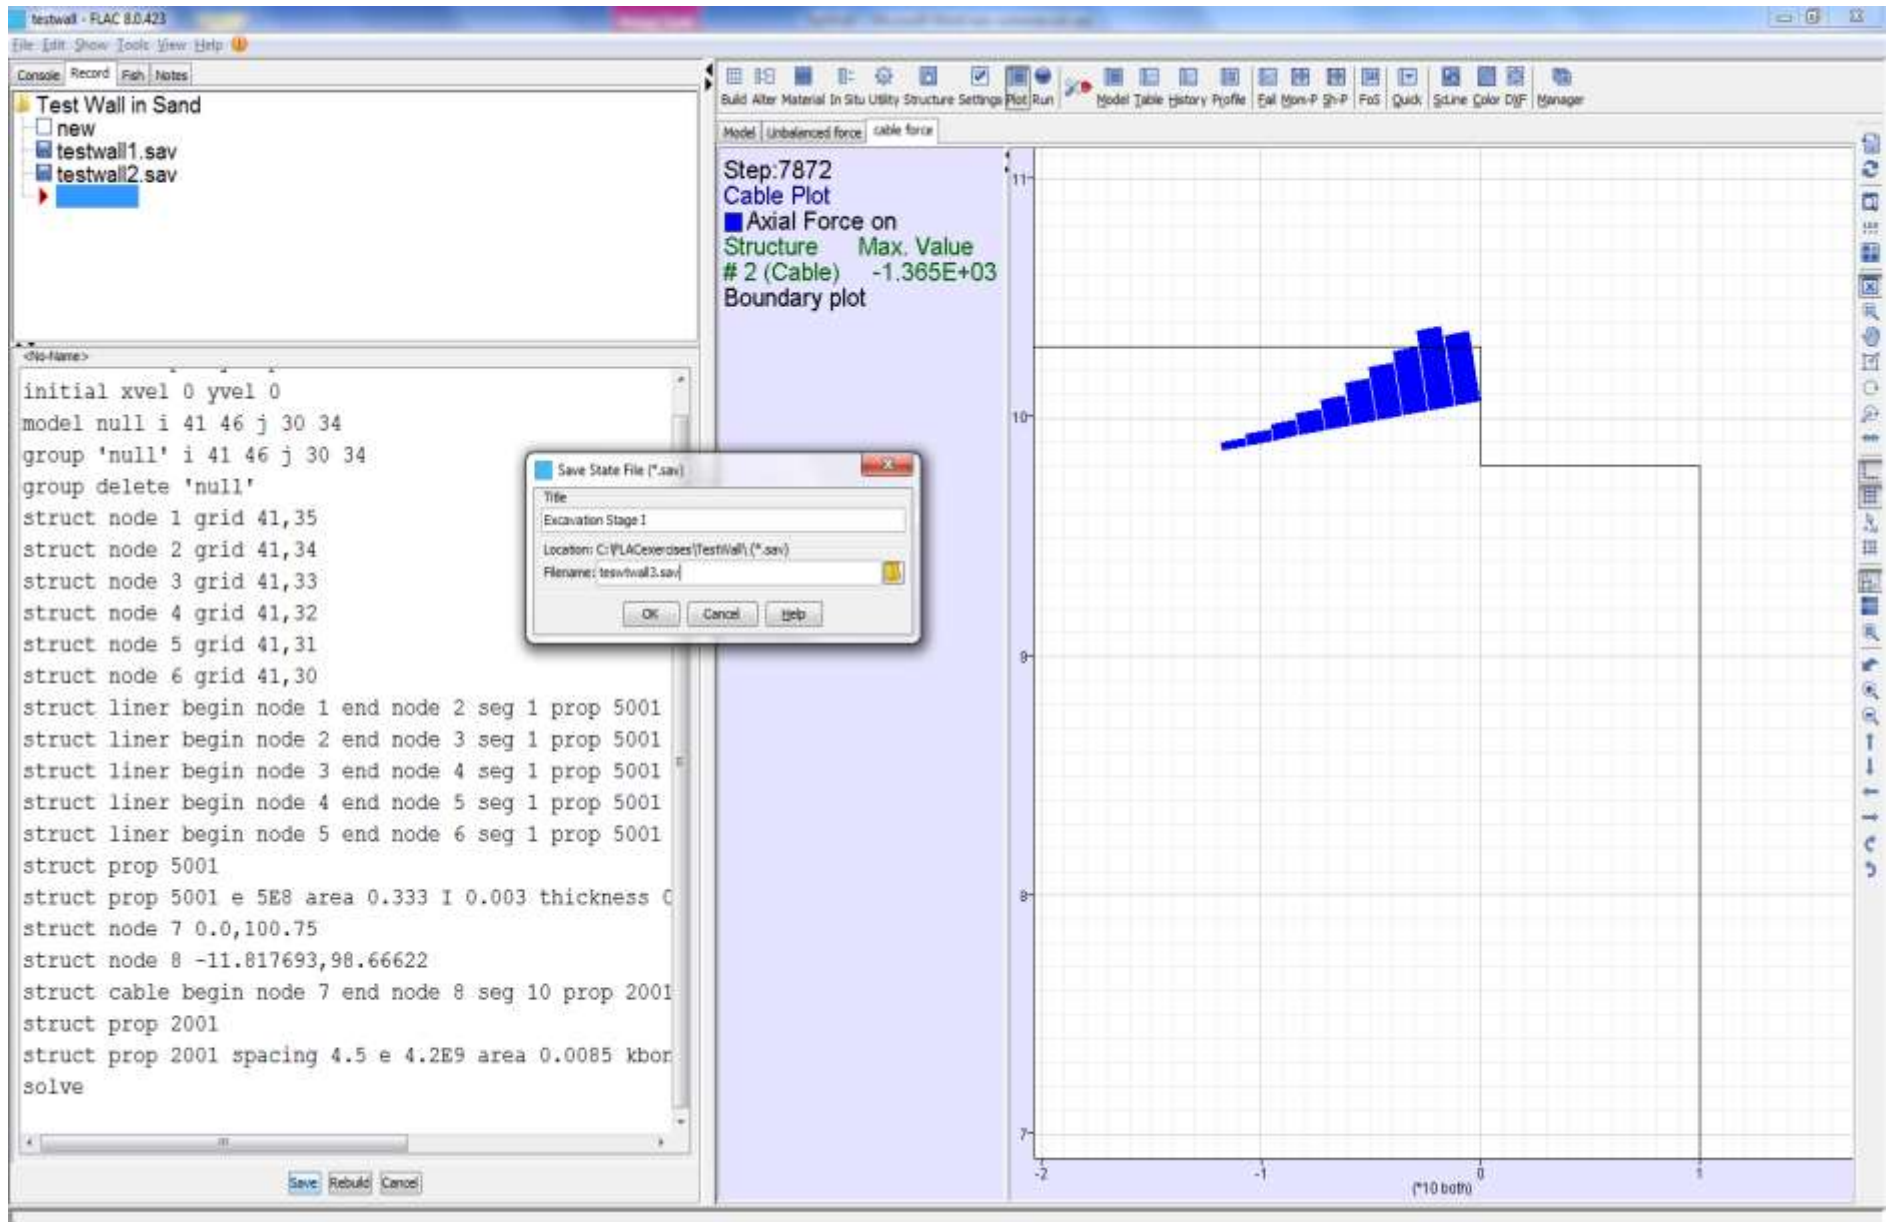 testwall - FLAC 8.0.423
File Edit Show Tools View Help
Console Record Fish Notes
Test Wall in Sand
new
testwall1.sav
testwall2.sav
<No-Name>
initial xvel 0 yvel 0
model null i 41 46 j 30 34
group 'null' i 41 46 j 30 34
group delete 'null'
struct node 1 grid 41,35
struct node 2 grid 41,34
struct node 3 grid 41,33
struct node 4 grid 41,32
struct node 5 grid 41,31
struct node 6 grid 41,30
struct liner begin node 1 end node 2 seg 1 prop 5001
struct liner begin node 2 end node 3 seg 1 prop 5001
struct liner begin node 3 end node 4 seg 1 prop 5001
struct liner begin node 4 end node 5 seg 1 prop 5001
struct liner begin node 5 end node 6 seg 1 prop 5001
struct prop 5001
struct prop 5001 e 5E8 area 0.333 I 0.003 thickness
struct node 7 0.0,100.75
struct node 8 -11.817693,98.66622
struct cable begin node 7 end node 8 seg 10 prop 2001
struct prop 2001
struct prop 2001 spacing 4.5 e 4.2E9 area 0.0085 kbon
solve
Save Rebuild Cancel
Save State File (*.sav)
Title
Excavation Stage I
Location: C:\FLACexercises\TestWall\ (*.sav)
Filename: teswtwall3.sav
OK Cancel Help
Build Alter Material In Situ Utility Structure Settings Plot Run Model Table History Profile Fail Mom-P Sh-P FoS Quick ScLine Color DXF Manager
Model Unbalanced force cable force
Step:7872
Cable Plot
Axial Force on
Structure Max. Value
# 2 (Cable) -1.365E+03
Boundary plot
11
10
9
8
7
-2 -1 0 1
(*10 both)